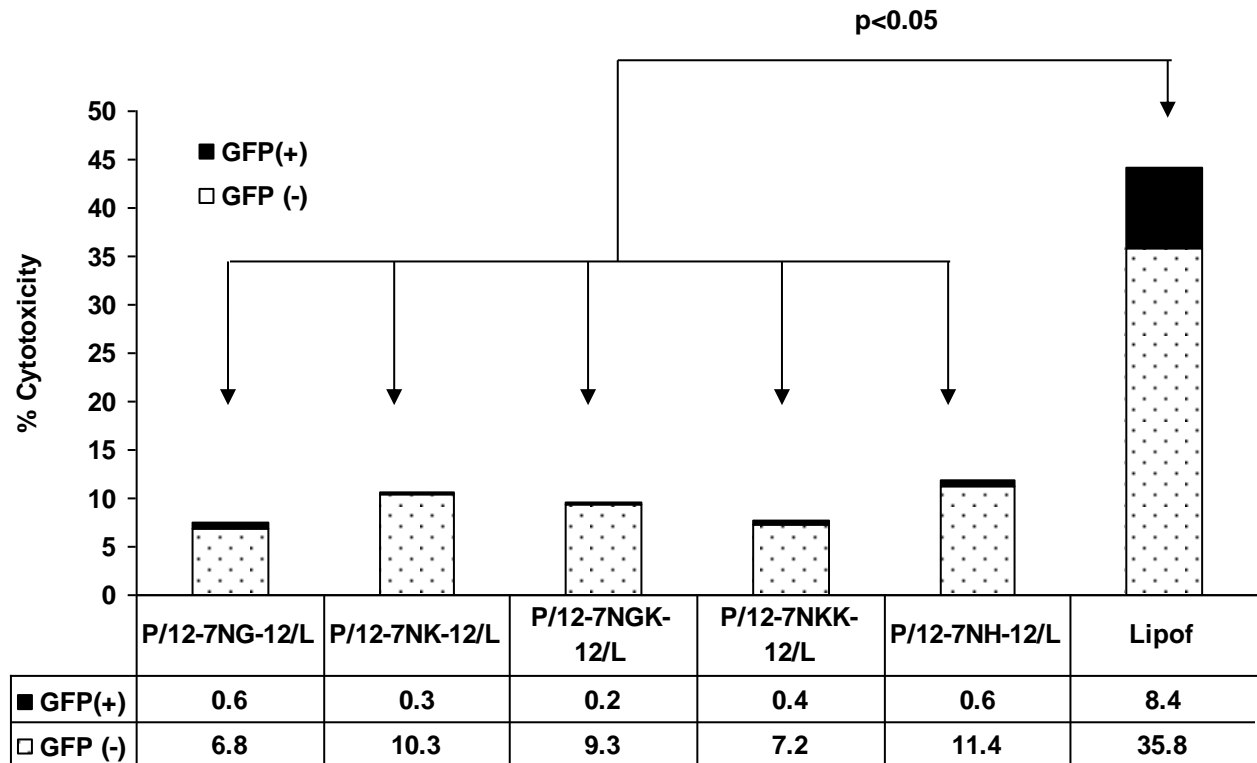 p<0.05
50
45
40
35
30
25
20
15
10
5
0
% Cytotoxicity
GFP(+)
GFP (-)
P/12-7NG-12/L P/12-7NK-12/L P/12-7NGK- P/12-7NKK- P/12-7NH-12/L Lipof
12/L 12/L
GFP(+) 0.6 0.3 0.2 0.4 0.6 8.4
GFP (-) 6.8 10.3 9.3 7.2 11.4 35.8